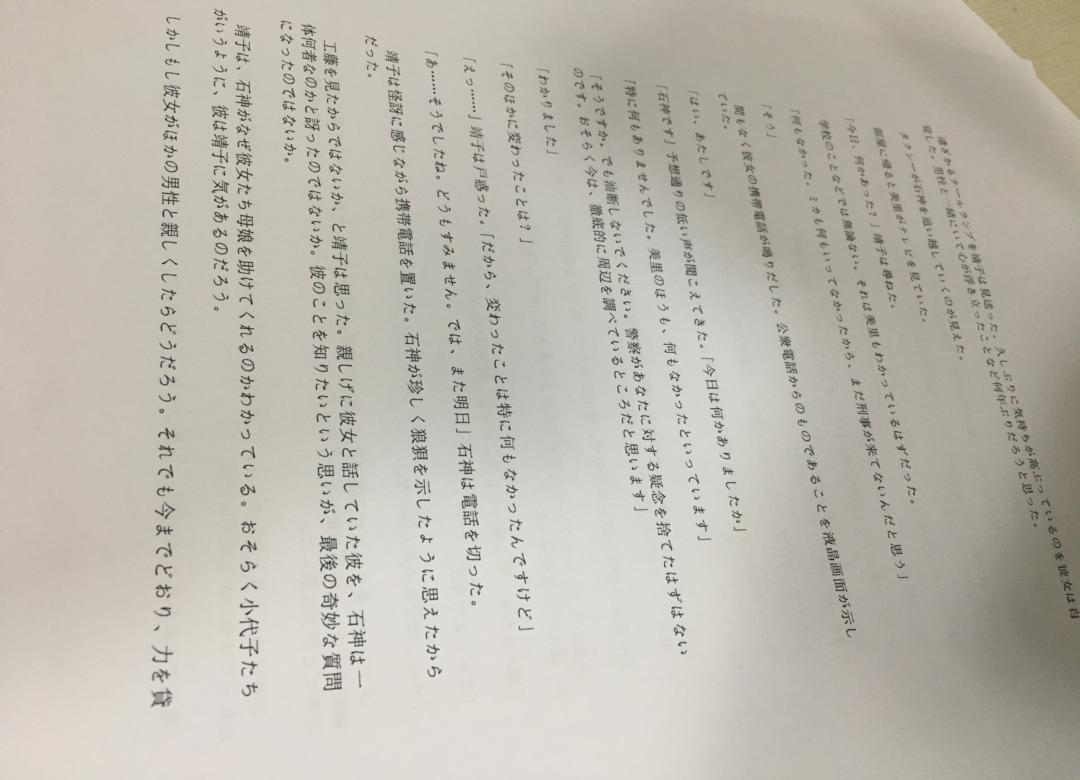 遠ざかるテールランプを靖子は見送った。久しぶりに気持ちが高ぶっているのを彼女は自
覚した。男性と一緒にいて心が浮き立ったことなど何年ぶりだろうと思った。
タクシーが石神を追い越していくのが見えた。
部屋に帰ると美里がテレビを見ていた。
「今日、何かあった？」靖子は尋ねた。
学校のことなどでは無論ない。それは美里もわかっているはずだった。
「何もなかった。ミカも何もいってなかったから、まだ刑事が来てないんだと思う」
「そう」
間もなく彼女の携帯電話が鳴りだした。公衆電話からのものであることを液晶画面が示し
ていた。
「はい、あたしです」
「石神です」予想通りの低い声が聞こえてきた。「今日は何かありましたか」
「特に何もありませんでした。美里のほうも、何もなかったといっています」
「そうですか。でも油断しないでください。警察があなたに対する疑念を捨てたはずはない
のです。おそらく今は、徹底的に周辺を調べているところだと思います」
「わかりました」
「そのほかに変わったことは？」
「えっ……」靖子は戸惑った。「だから、変わったことは特に何もなかったんですけど」
「あ……そうでしたね。どうもすみません。では、また明日」石神は電話を切った。
靖子は怪訝に感じながら携帯電話を置いた。石神が珍しく狼狽を示したように思えたから
だった。
工藤を見たからではないか、と靖子は思った。親しげに彼女と話していた彼を、石神は一
体何者なのかと訝ったのではないか。彼のことを知りたいという思いが、最後の奇妙な質問
になったのではないか。
靖子は、石神がなぜ彼女たち母娘を助けてくれるのかわかっている。おそらく小代子たち
がいうように、彼は靖子に気があるのだろう。
しかしもし彼女がほかの男性と親しくしたらどうだろう。それでも今までどおり、力を貸